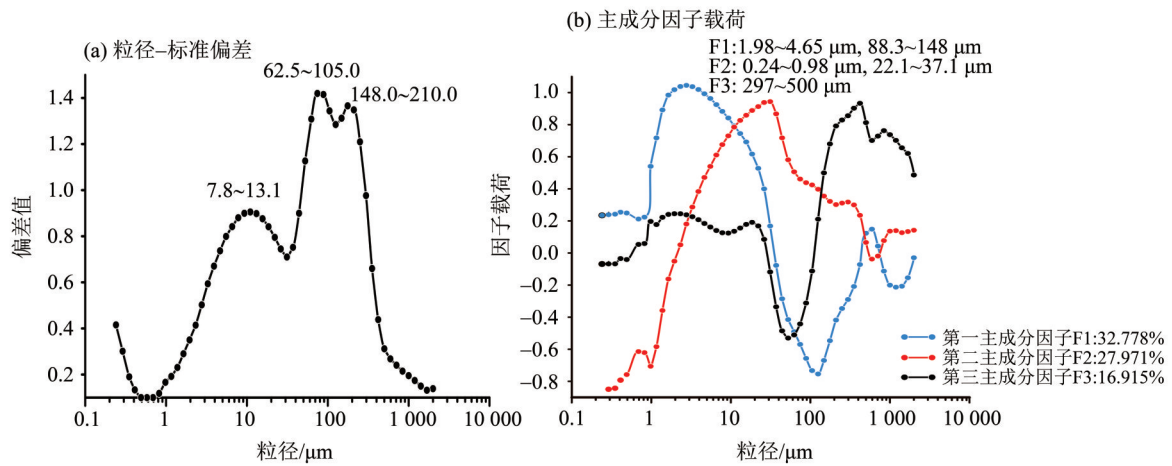 (a) 粒径–标准偏差
62.5~105.0
148.0~210.0
7.8~13.1
偏差值
1.4
1.2
1.0
0.8
0.6
0.4
0.2
0.1
1
10
100
1 000
10 000
粒径/μm
(b) 主成分因子载荷
F1:1.98~4.65 μm, 88.3~148 μm
F2: 0.24~0.98 μm, 22.1~37.1 μm
F3: 297~500 μm
因子载荷
1.0
0.8
0.6
0.4
0.2
0.0
–0.2
–0.4
–0.6
–0.8
第一主成分因子F1:32.778%
第二主成分因子F2:27.971%
第三主成分因子F3:16.915%
0.1
1
10
100
1 000
10 000
粒径/μm